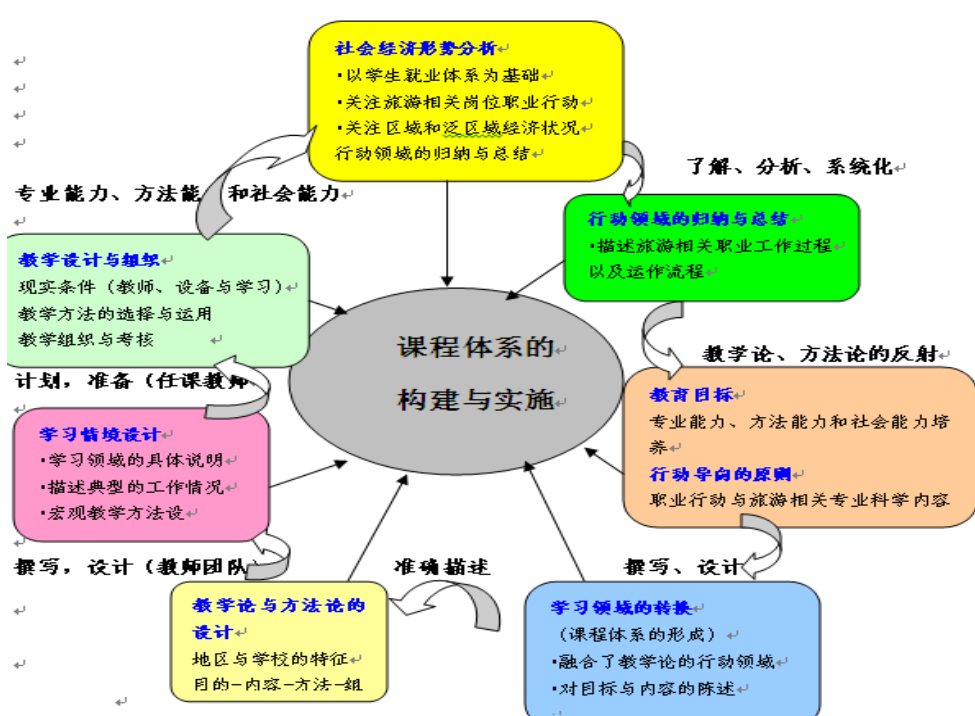 社会经济形势分析
·以学生就业体系为基础
·关注旅游相关岗位职业行动
·关注区域和泛区域经济状况
行动领域的归纳与总结
了解、分析、系统化
专业能力、方法能
和社会能力
行动领域的归纳与总结
·描述旅游相关职业工作过程
以及运作流程
教学设计与组织
现实条件（教师、设备与学习）
教学方法的选择与运用
教学组织与考核
课程体系的
构建与实施
教学论、方法论的反射
计划，准备（任课教师
教育目标
专业能力、方法能力和社会能力培
养
行动导向的原则
职业行动与旅游相关专业科学内容
学习情境设计
·学习领域的具体说明
·描述典型的工作情况
·宏观教学方法设
撰写，设计（教师团队）
准确描述
撰写、设计
教学论与方法论的
设计
地区与学校的特征
目的-内容-方法-组
学习领域的转换
（课程体系的形成）
·融合了教学论的行动领域
·对目标与内容的陈述